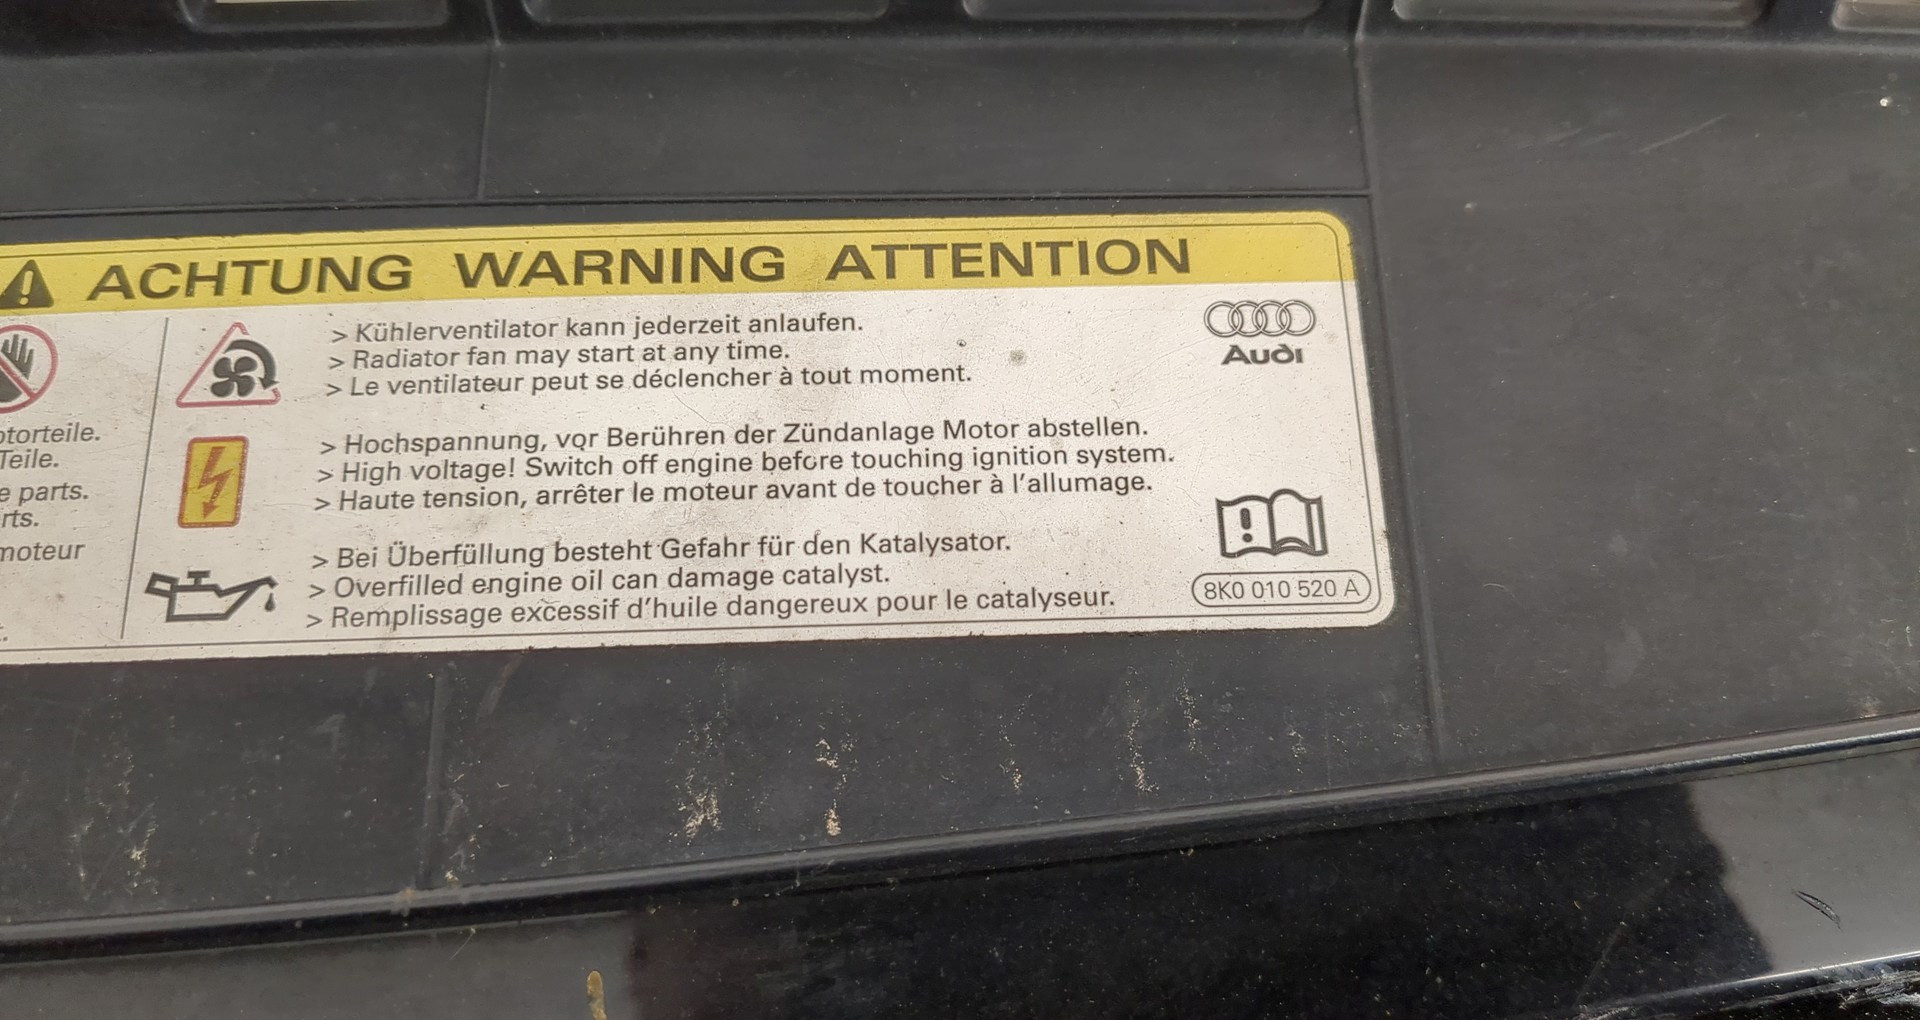 ACHTUNG WARNING ATTENTION
> Kühlerventilator kann jederzeit anlaufen.
> Radiator fan may start at any time.
> Le ventilateur peut se déclencher à tout moment.
Audi
otorteile.
Teile.
e parts.
rts.
moteur
> Hochspannung, vor Berühren der Zündanlage Motor abstellen.
> High voltage! Switch off engine before touching ignition system.
> Haute tension, arrêter le moteur avant de toucher à l'allumage.
> Bei Überfüllung besteht Gefahr für den Katalysator.
> Overfilled engine oil can damage catalyst.
> Remplissage excessif d'huile dangereux pour le catalyseur.
8K0 010 520 A